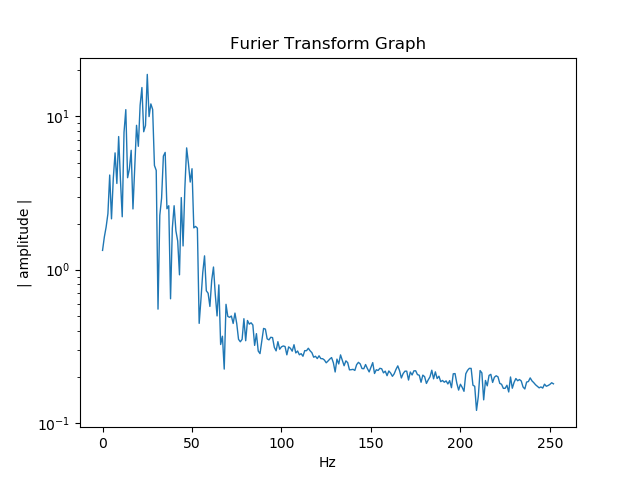 Furier Transform Graph
| amplitude |
10¹
10⁰
10⁻¹
0 50 100 150 200 250
Hz